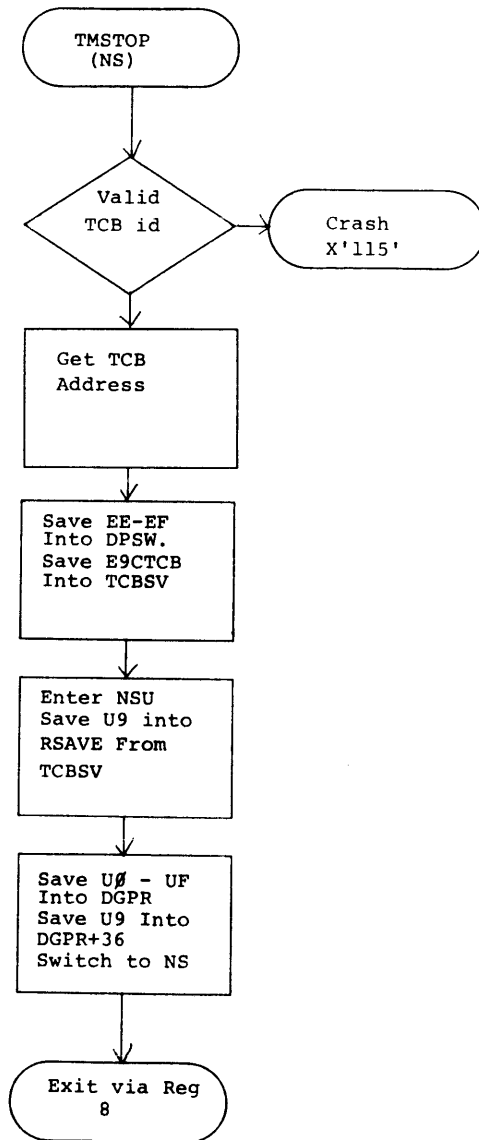 TMSTOP
(NS)
Valid
TCB id
Crash
X'115'
Get TCB
Address
Save EE-EF
Into DPSW.
Save E9CTCB
Into TCBSV
Enter NSU
Save U9 into
RSAVE From
TCBSV
Save UØ - UF
Into DGPR
Save U9 Into
DGPR+36
Switch to NS
Exit via Reg
8